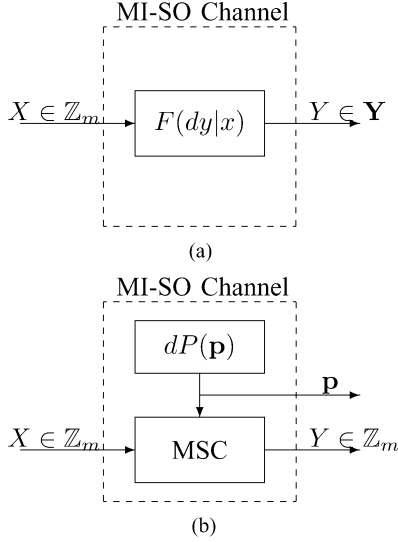 MI-SO Channel
X ∈ ℤₘ F(dy|x) Y ∈ 𝐘
(a)
MI-SO Channel
dP(𝐩)
𝐩
X ∈ ℤₘ MSC Y ∈ ℤₘ
(b)